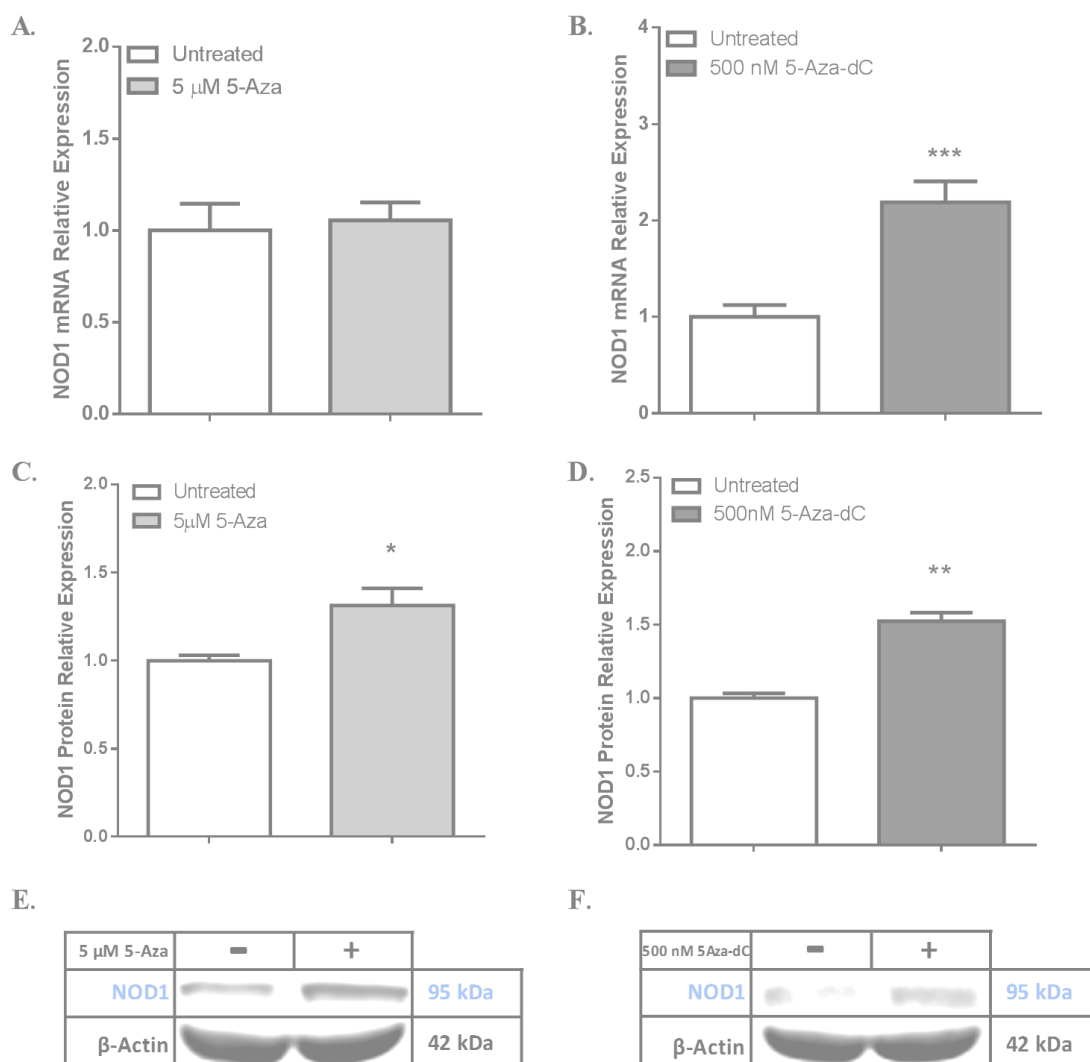 A.
NOD1 mRNA Relative Expression
2.0
1.5
1.0
0.5
0.0
Untreated
5 μM 5-Aza
B.
NOD1 mRNA Relative Expression
4
3
2
1
0
Untreated
500 nM 5-Aza-dC
***
C.
NOD1 Protein Relative Expression
2.0
1.5
1.0
0.5
0.0
Untreated
5μM 5-Aza
*
D.
NOD1 Protein Relative Expression
2.5
2.0
1.5
1.0
0.5
0.0
Untreated
500nM 5-Aza-dC
**
E.
5 μM 5-Aza - +
NOD1 95 kDa
β-Actin 42 kDa
F.
500 nM 5Aza-dC - +
NOD1 95 kDa
β-Actin 42 kDa